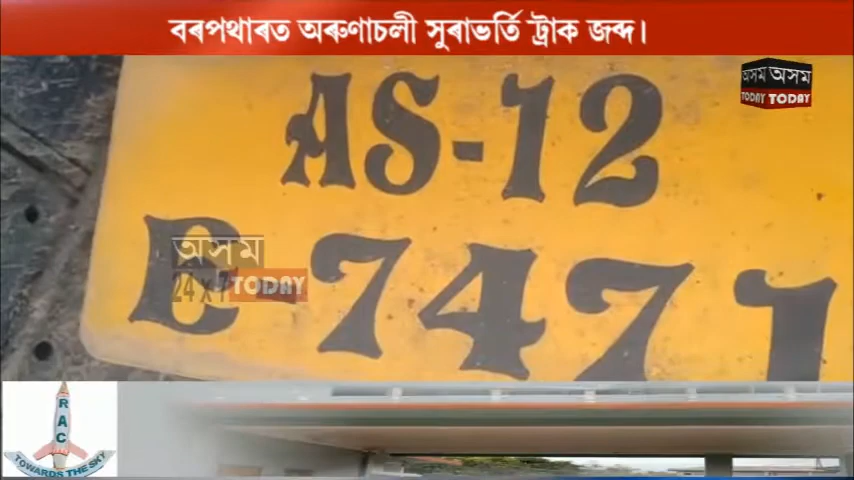 বৰপথাৰত অৰুণাচলী সুৰাভৰ্তি ট্ৰাক জব্দ।
অসম অসম
TODAY TODAY
AS-12
E-7471
অসম
24x7 TODAY
RAC
TOWARDS THE SKY